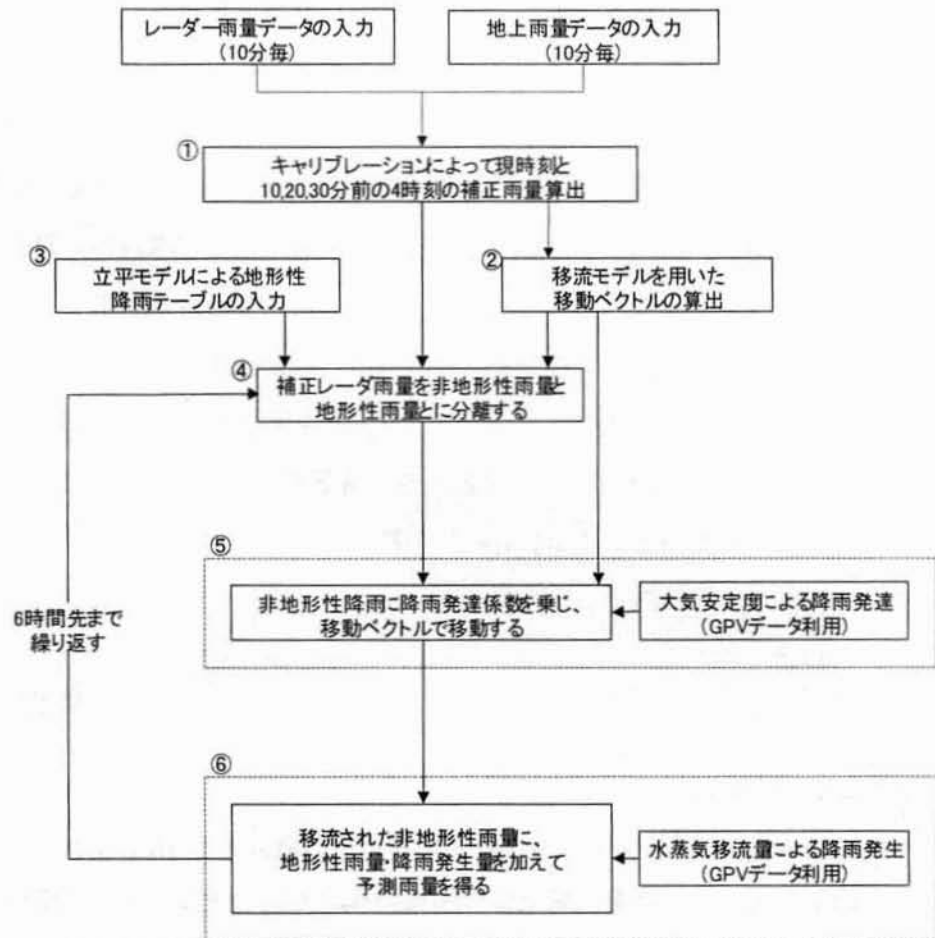 レーダー雨量データの入力
(10分毎)
地上雨量データの入力
(10分毎)
①
キャリブレーションによって現時刻と
10,20,30分前の4時刻の補正雨量算出
③
立平モデルによる地形性
降雨テーブルの入力
②
移流モデルを用いた
移動ベクトルの算出
④
補正レーダ雨量を非地形性雨量と
地形性雨量とに分離する
⑤
非地形性降雨に降雨発達係数を乗じ、
移動ベクトルで移動する
大気安定度による降雨発達
(GPVデータ利用)
6時間先まで
繰り返す
⑥
移流された非地形性雨量に、
地形性雨量・降雨発生量を加えて
予測雨量を得る
水蒸気移流量による降雨発生
(GPVデータ利用)